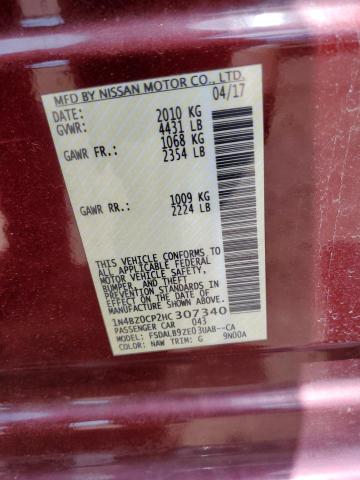 MFD BY NISSAN MOTOR CO., LTD.
04/17
DATE:
GVWR: 2010 KG
4431 LB
GAWR FR.: 1068 KG
2354 LB
GAWR RR.: 1009 KG
2224 LB
THIS VEHICLE CONFORMS TO
ALL APPLICABLE FEDERAL
MOTOR VEHICLE SAFETY,
BUMPER, AND THEFT
PREVENTION STANDARDS IN
EFFECT ON THE DATE OF
MANUFACTURE SHOWN ABOVE.
1N4BZ0CP2HC307340
PASSENGER CAR 043
MODEL: FSDALB9ZE03UAB--CA
COLOR: NAW TRIM: G 9N00A